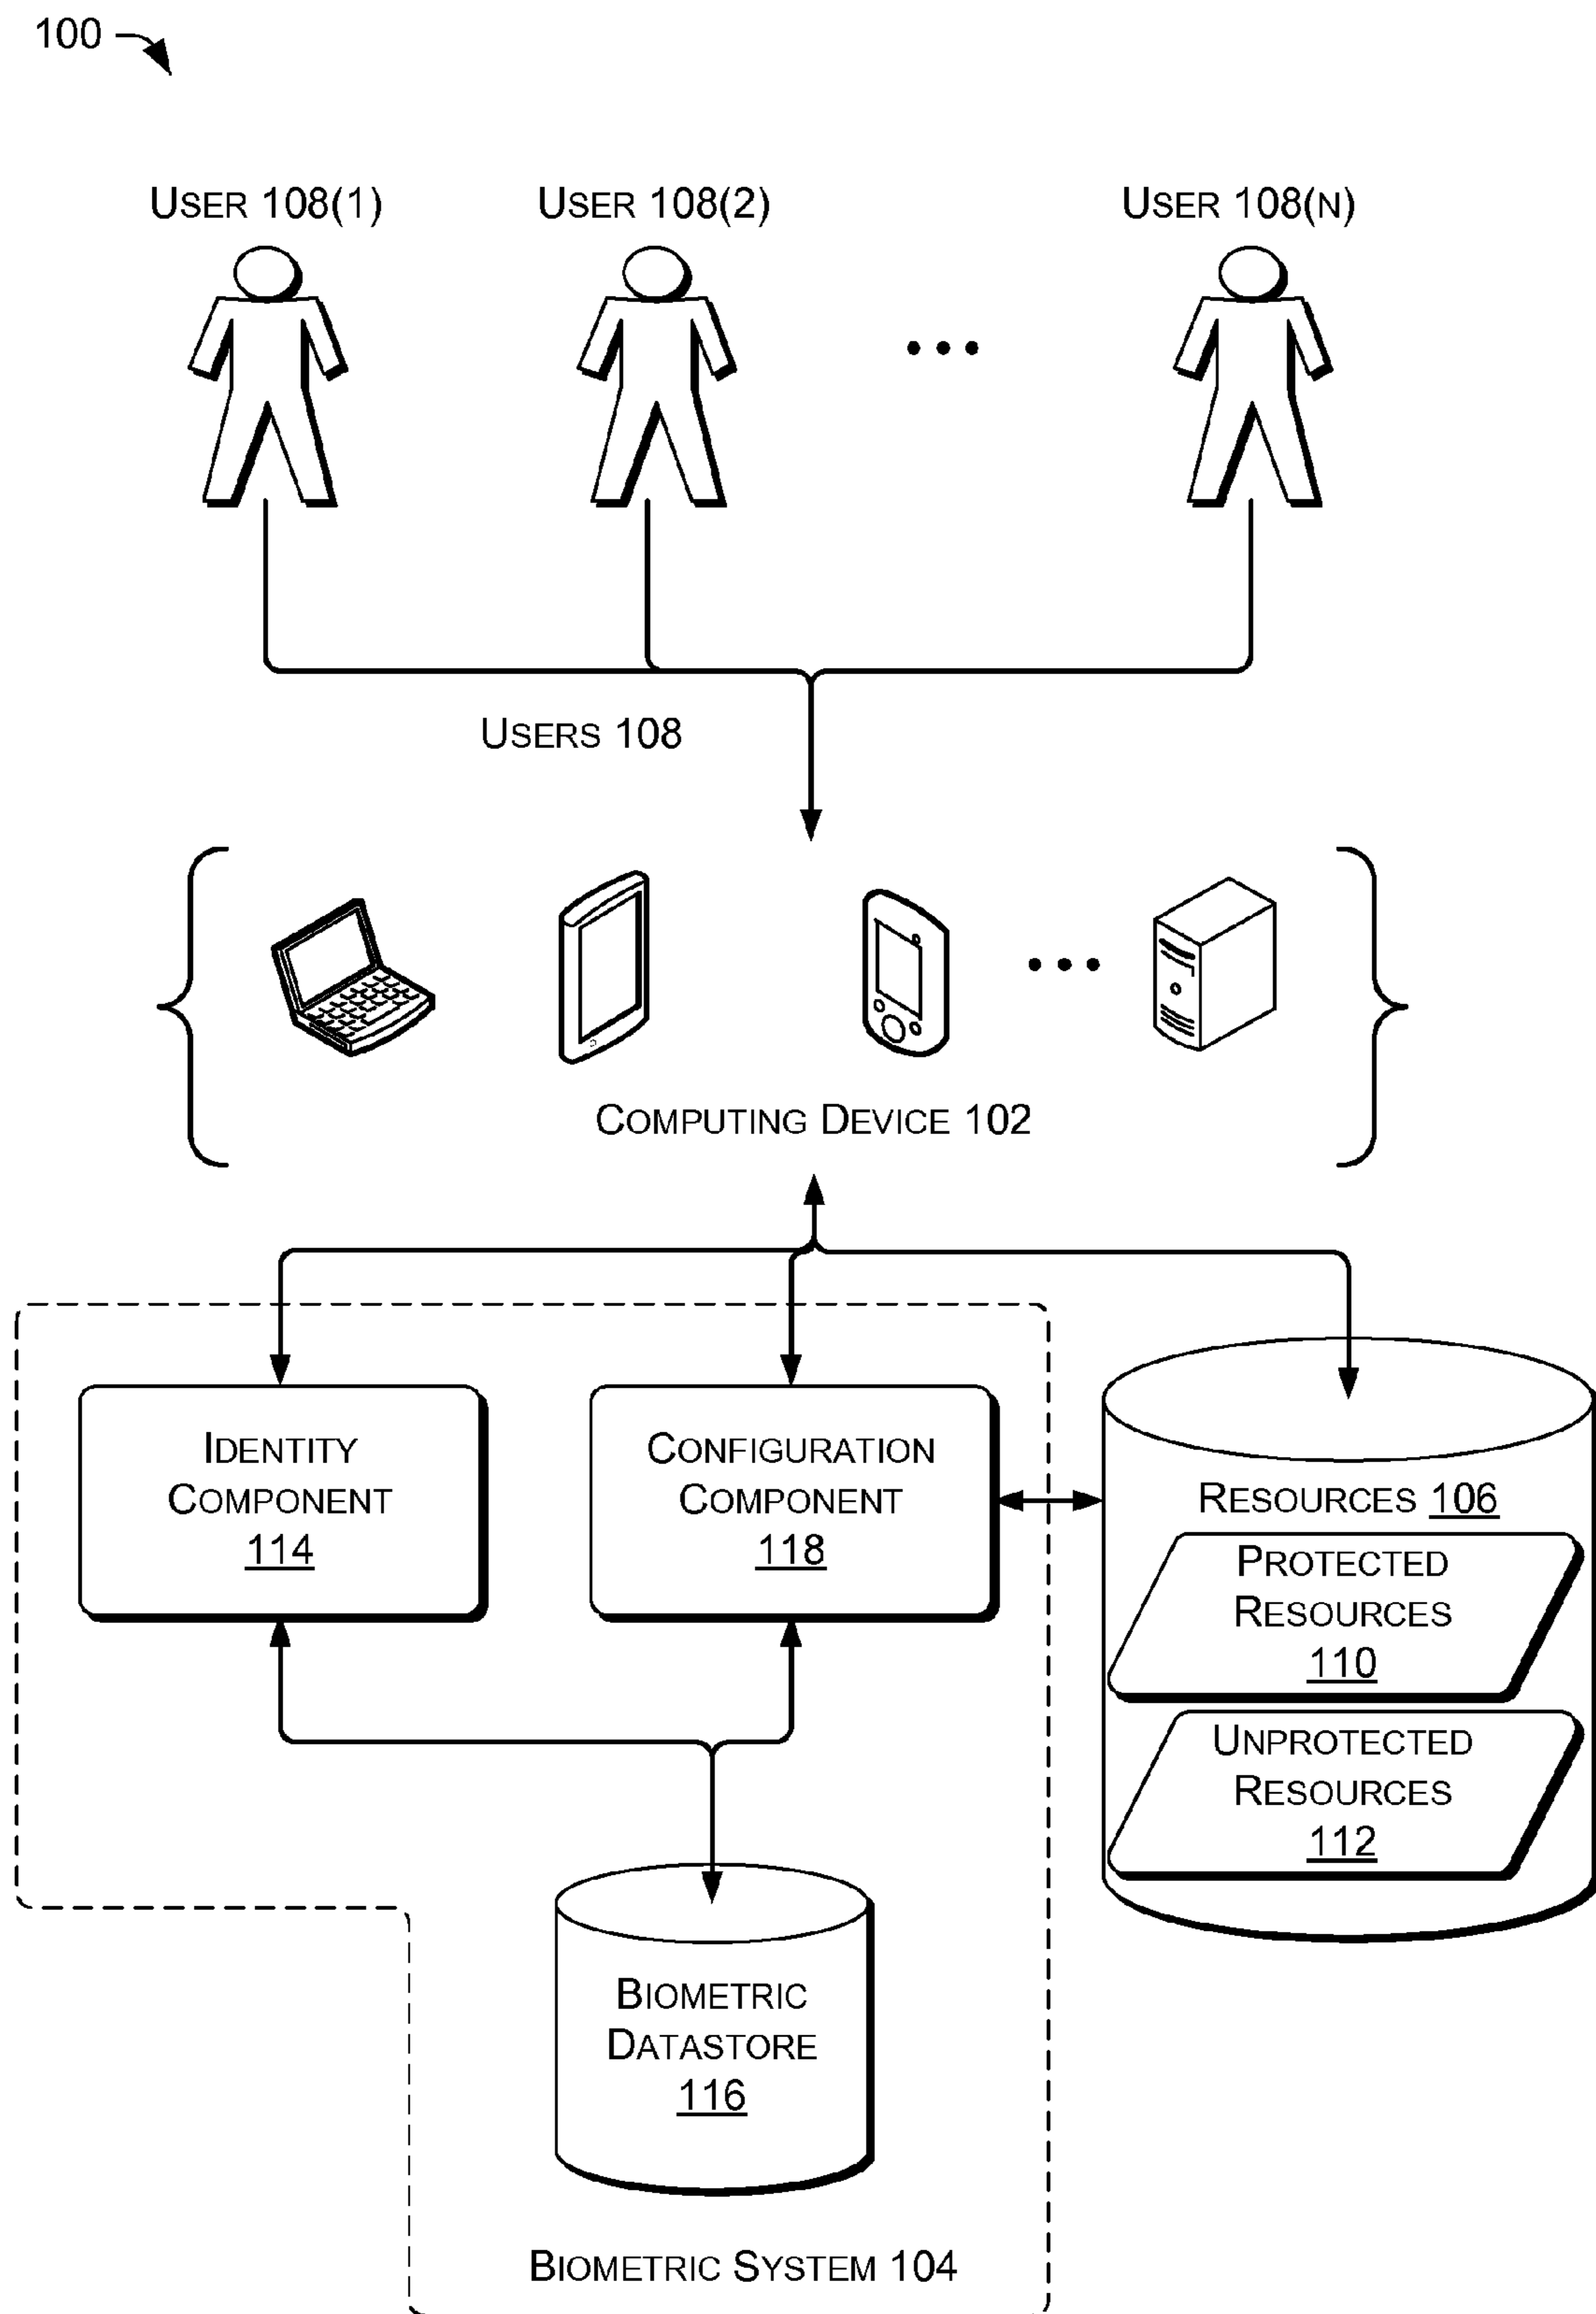 100
USER 108(1) USER 108(2) USER 108(N)
USERS 108
COMPUTING DEVICE 102
IDENTITY
COMPONENT
114
CONFIGURATION
COMPONENT
118
RESOURCES 106
PROTECTED
RESOURCES
110
UNPROTECTED
RESOURCES
112
BIOMETRIC
DATASTORE
116
BIOMETRIC SYSTEM 104